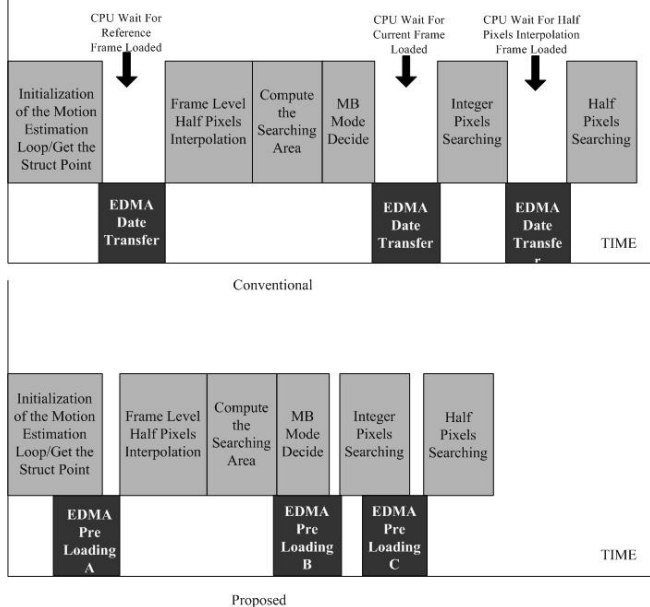 CPU Wait For
Reference
Frame Loaded
CPU Wait For
Current Frame
Loaded
CPU Wait For Half
Pixels Interpolation
Frame Loaded
Initialization
of the Motion
Estimation
Loop/Get the
Struct Point
Frame Level
Half Pixels
Interpolation
Compute
the
Searching
Area
MB
Mode
Decide
Integer
Pixels
Searching
Half
Pixels
Searching
EDMA
Date
Transfer
EDMA
Date
Transfer
EDMA
Date
Transfe
r
TIME
Conventional
Initialization
of the Motion
Estimation
Loop/Get the
Struct Point
Frame Level
Half Pixels
Interpolation
Compute
the
Searching
Area
MB
Mode
Decide
Integer
Pixels
Searching
Half
Pixels
Searching
EDMA
Pre
Loading
A
EDMA
Pre
Loading
B
EDMA
Pre
Loading
C
TIME
Proposed